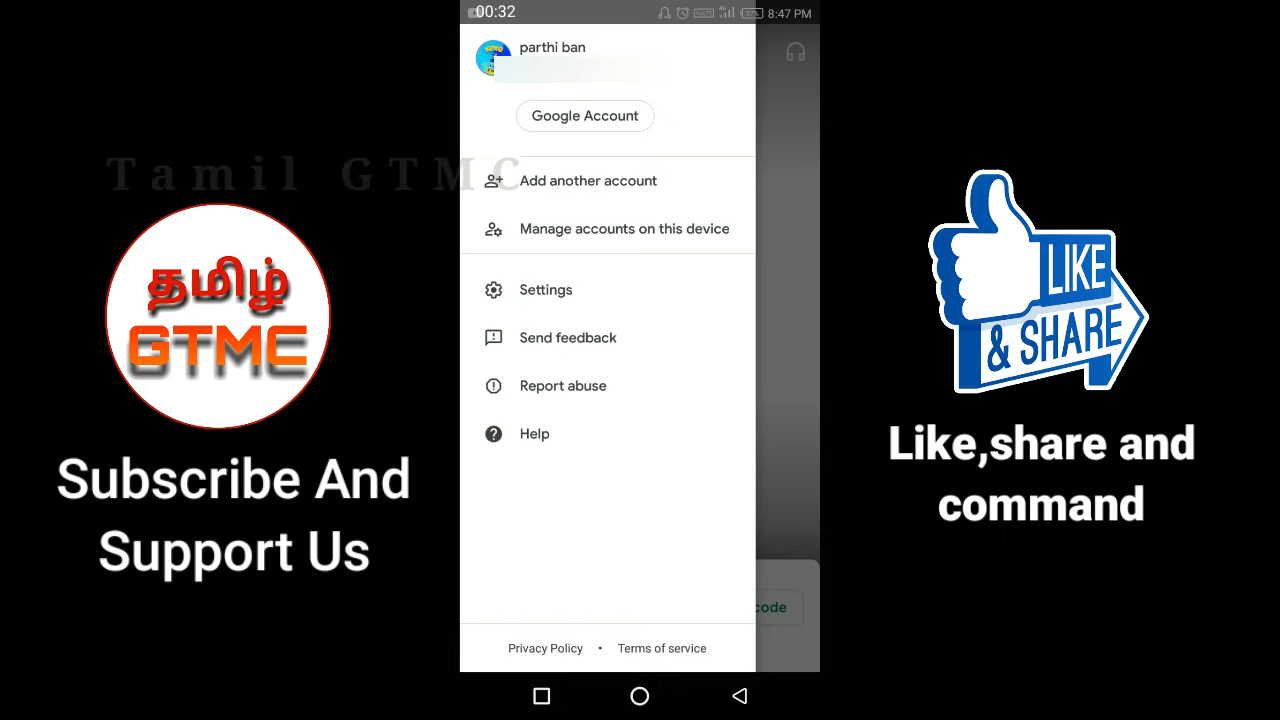 00:32
37%
8:47 PM
parthi ban
Google Account
Tamil GTMC
Add another account
Manage accounts on this device
Settings
Send feedback
Report abuse
Help
code
Privacy Policy • Terms of service
தமிழ்
GTMC
Subscribe And
Support Us
LIKE
& SHARE
Like,share and
command